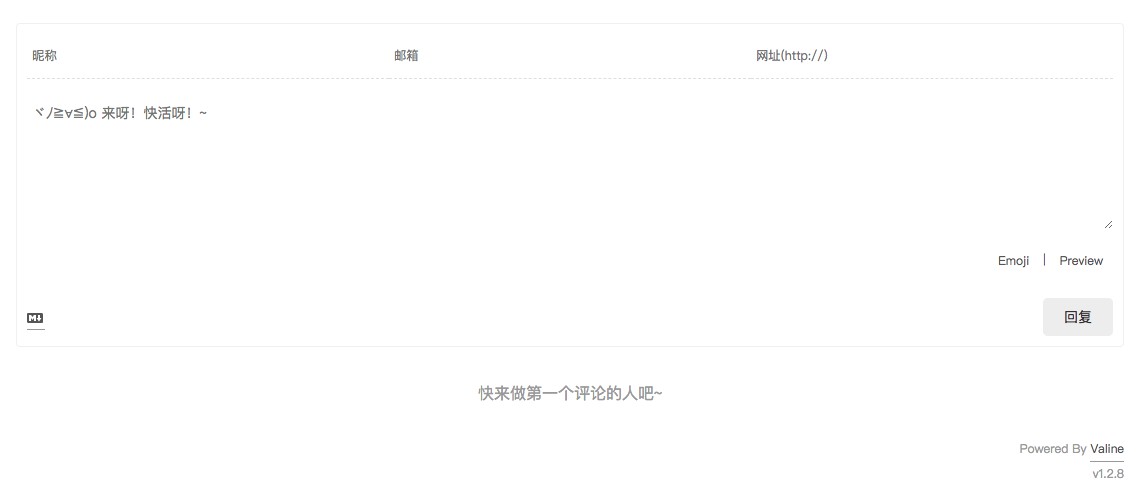 昵称 邮箱 网址(http://)
ヾﾉ≧∀≦)o 来呀！快活呀！~
Emoji | Preview
M↓ 回复
快来做第一个评论的人吧~
Powered By Valine
v1.2.8